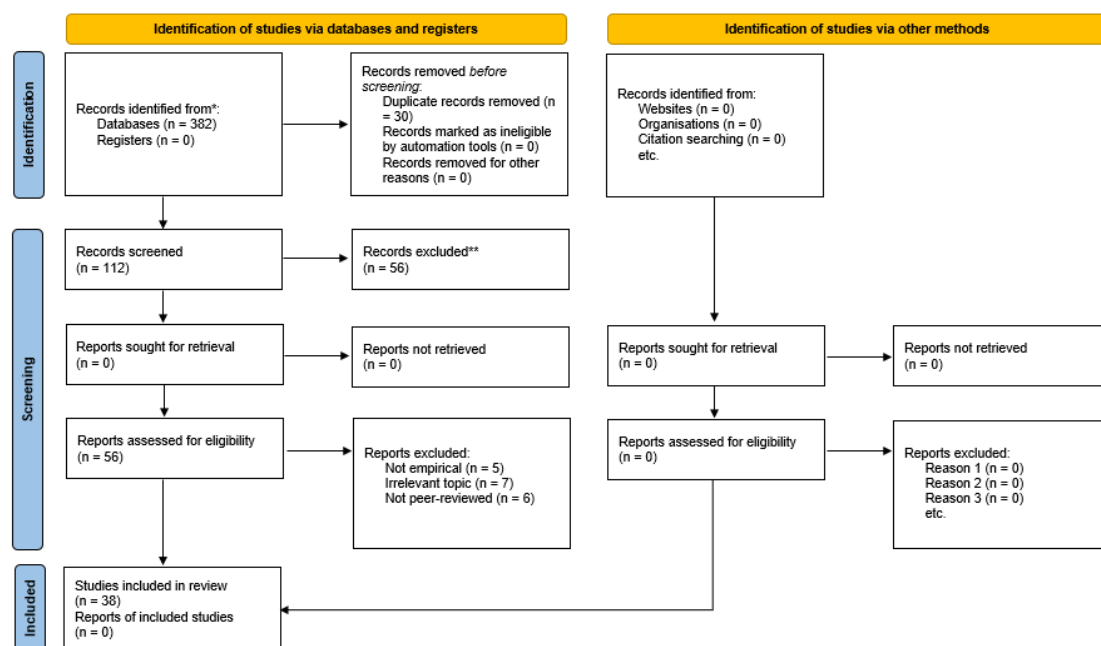 Identification of studies via databases and registers
Identification of studies via other methods
Identification
Records identified from*:
Databases (n = 382)
Registers (n = 0)
Records removed before
screening:
Duplicate records removed (n
= 30)
Records marked as ineligible
by automation tools (n = 0)
Records removed for other
reasons (n = 0)
Records identified from:
Websites (n = 0)
Organisations (n = 0)
Citation searching (n = 0)
etc.
Screening
Records screened
(n = 112)
Records excluded**
(n = 56)
Reports sought for retrieval
(n = 0)
Reports not retrieved
(n = 0)
Reports sought for retrieval
(n = 0)
Reports not retrieved
(n = 0)
Reports assessed for eligibility
(n = 56)
Reports excluded:
Not empirical (n = 5)
Irrelevant topic (n = 7)
Not peer-reviewed (n = 6)
Reports assessed for eligibility
(n = 0)
Reports excluded:
Reason 1 (n = 0)
Reason 2 (n = 0)
Reason 3 (n = 0)
etc.
Included
Studies included in review
(n = 38)
Reports of included studies
(n = 0)